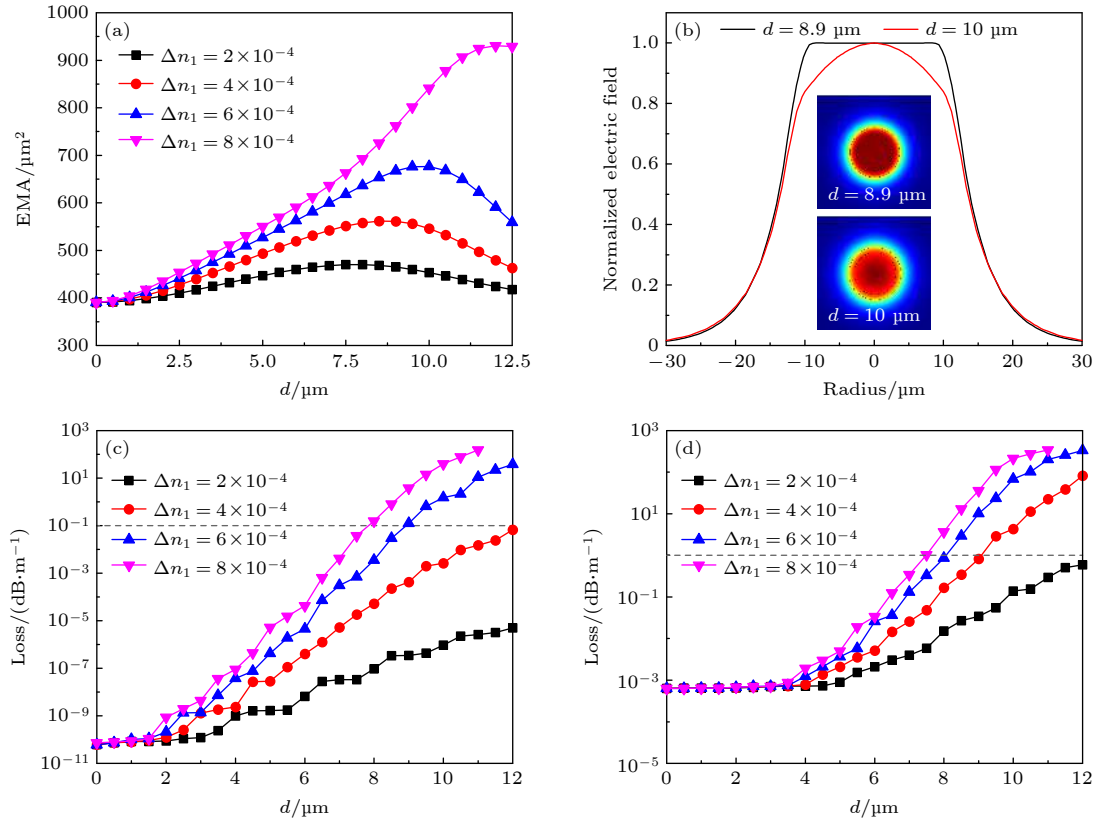 (a)
1000
900
800
700
600
500
400
300
EMA/µm²
Δn₁ = 2×10⁻⁴
Δn₁ = 4×10⁻⁴
Δn₁ = 6×10⁻⁴
Δn₁ = 8×10⁻⁴
0 2.5 5.0 7.5 10.0 12.5
d/µm
(b)
d = 8.9 µm d = 10 µm
1.0
0.8
0.6
0.4
0.2
0
Normalized electric field
d = 8.9 µm
d = 10 µm
−30 −20 −10 0 10 20 30
Radius/µm
(c)
10³
10¹
10⁻¹
10⁻³
10⁻⁵
10⁻⁷
10⁻⁹
10⁻¹¹
Loss/(dB·m⁻¹)
Δn₁ = 2×10⁻⁴
Δn₁ = 4×10⁻⁴
Δn₁ = 6×10⁻⁴
Δn₁ = 8×10⁻⁴
0 2 4 6 8 10 12
d/µm
(d)
10³
10¹
10⁻¹
10⁻³
10⁻⁵
Loss/(dB·m⁻¹)
Δn₁ = 2×10⁻⁴
Δn₁ = 4×10⁻⁴
Δn₁ = 6×10⁻⁴
Δn₁ = 8×10⁻⁴
0 2 4 6 8 10 12
d/µm